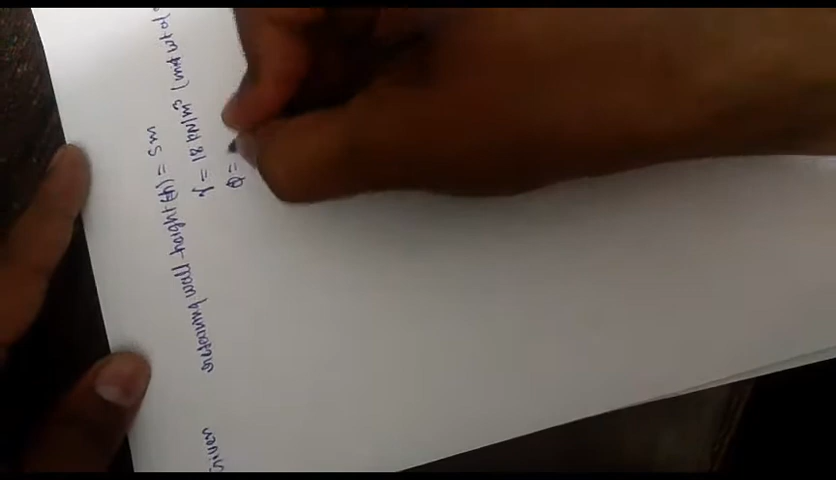 Given retaining wall height (h) = 5m
γ = 18 kN/m³ (unit wt of
Φ =